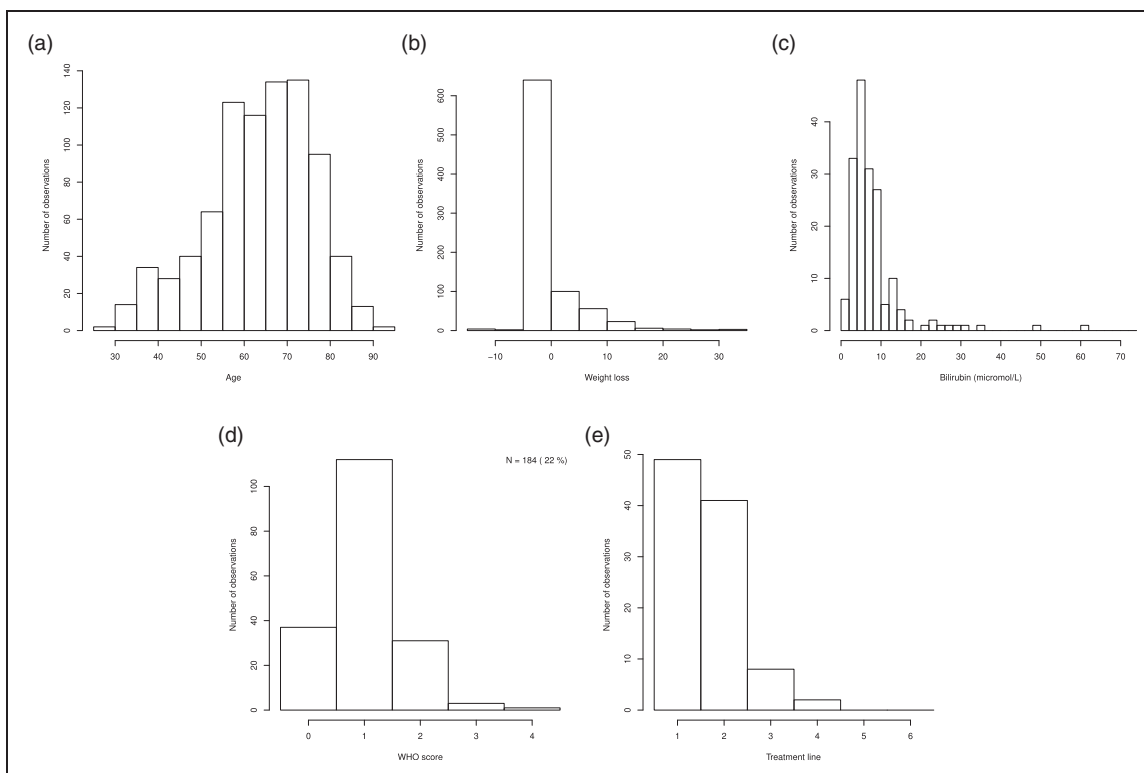 (a)
140
120
100
80
60
40
20
0
Number of observations
30 40 50 60 70 80 90
Age
(b)
600
500
400
300
200
100
0
Number of observations
−10 0 10 20 30
Weight loss
(c)
40
30
20
10
0
Number of observations
0 10 20 30 40 50 60 70
Bilirubin (micromol/L)
(d)
N = 184 ( 22 %)
100
80
60
40
20
0
Number of observations
0 1 2 3 4
WHO score
(e)
50
40
30
20
10
0
Number of observations
1 2 3 4 5 6
Treatment line